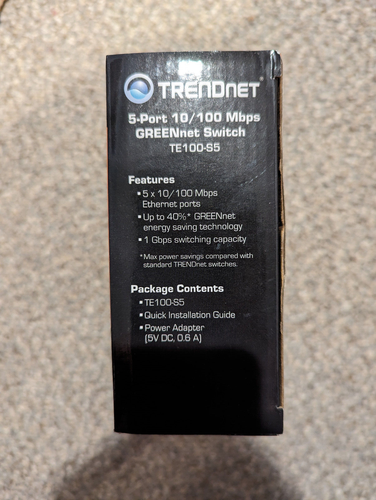 TRENDNET
5-Port 10/100 Mbps
GREENnet Switch
TE100-S5
Features
▪ 5 x 10/100 Mbps
Ethernet ports
▪ Up to 40%* GREENnet
energy saving technology
▪ 1 Gbps switching capacity
*Max power savings compared with
standard TRENDnet switches.
Package Contents
▪ TE100-S5
▪ Quick Installation Guide
▪ Power Adapter
(5V DC, 0.6 A)